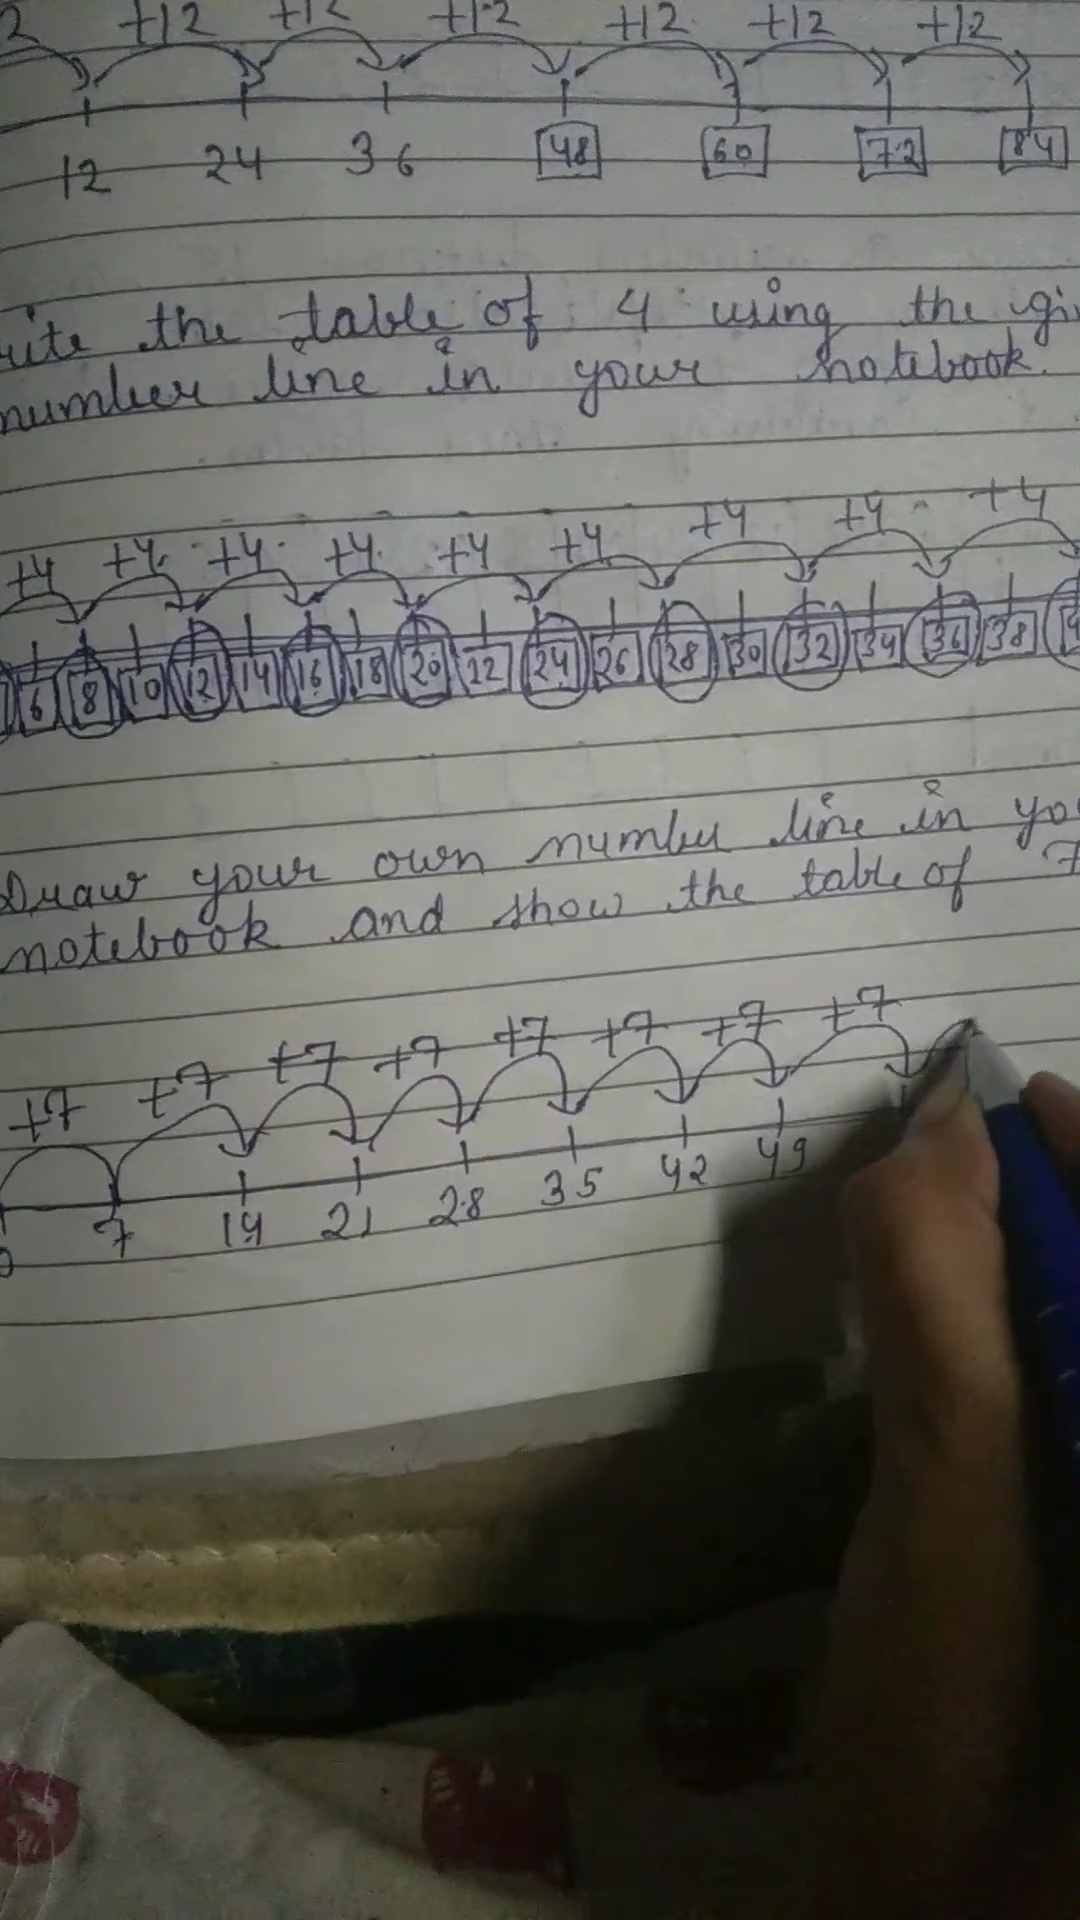 2 +12 +12 +12 +12 +12 +12
12 24 36 48 60 72 84
the table of 4 using the
number line in your notebook.
+4 +4 +4 +4 +4 +4 +4 +4 +4
6 8 10 12 14 16 18 20 22 24 26 28 30 32 34 36 38
Draw your own number line in
notebook and show the table of 7
+7 +7 +7 +7 +7 +7 +7 +7
7 14 21 28 35 42 49